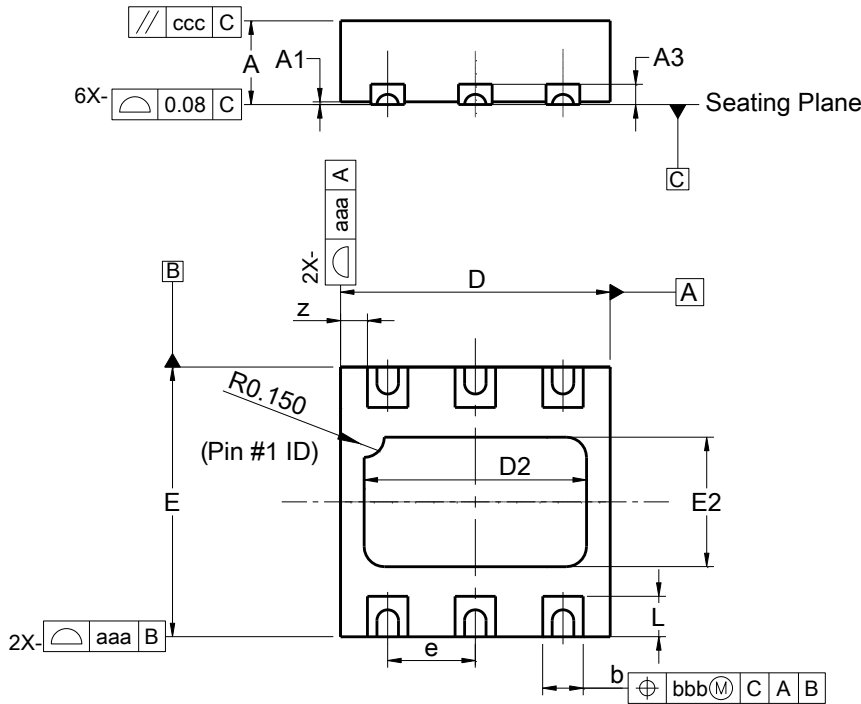 // ccc C
A
A1
A3
6X- ⌓ 0.08 C
Seating Plane
C
2X- ⌓ aaa A
B
D
A
z
R0.150
(Pin #1 ID)
D2
E
E2
L
2X- ⌓ aaa B
e
b
⌖ bbbⓂ C A B